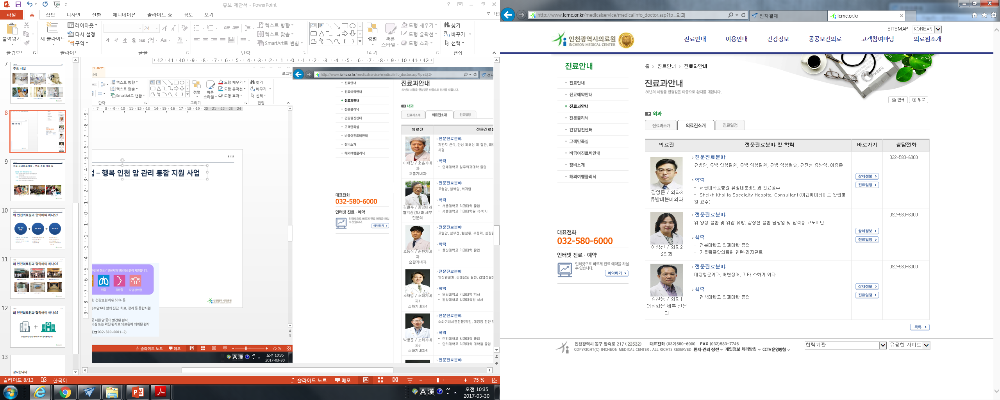 홍보 제안서 - PowerPoint
파일 홈 삽입 디자인 전환 애니메이션 슬라이드 쇼 검토 보기 로그인
붙여넣기
새 슬라이드
레이아웃
다시 설정
구역
24
텍스트 방향
텍스트 맞춤
SmartArt로 변환
정렬
빠른 스타일
도형 채우기
도형 윤곽선
도형 효과
찾기
바꾸기
선택
클립보드 슬라이드 글꼴 단락 그리기 편집
7
주요 시설
8
9
주요 공공의료사업 – 무료 수술 사업 등
10
왜 인천의료원과 협약해야 하나요?
11
왜 인천의료원과 협약해야 하나요?
12
왜 인천의료원과 협약해야 하나요?
13
감사합니다
로그인
텍스트 방향
텍스트 맞춤
SmartArt로 변환
정렬
빠른 스타일
도형 채우기
도형 윤곽선
도형 효과
찾기
바꾸기
선택
단락 그리기 편집
8 / 14
업 – 행복 인천 암 관리 통합 지원 사업
인천시와 인천의료원이 지원합니다.
폐암 유방암 자궁경부암
건강보험 하위 50% 등
경부암 6대 암의 진단, 치료, 장례 등 통합지원
중 지원 암 종이 발견된 환자
의심 또는 확진 환자로 의료원에 의뢰된 환자
(☎032-580-6001~2)
인천광역시의료원
INCHEON MEDICAL CENTER
슬라이드 노트 메모 75 %
오전 10:35
2017-03-30
http://www.icmc.or.kr/medicalservice/medicalinfo_doctor.asp?tp=내과
진료안내
진료예약안내
진료과안내
전문클리닉
건강검진센터
고객만족실
비급여진료비안내
장비소개
해외여행클리닉
대표전화
032-580-6000
인터넷 진료 · 예약
인터넷으로 빠르게 진료 예약을 하실
수 있습니다.
예약하기
진료과안내
80년의 세월을 한결같은 마음으로 환자를 대합니다.
내과
진료과소개 의료진소개 진료일정
의료진
이재갑 / 호흡기내과
호흡기내과
전문진료분야
기관지 천식, 만성 폐쇄성 폐 질환, 폐렴
시경
학력
- 연세대학교 원주의과대학 졸업
김철수 / 종양내과
혈액종양내과 세부
전문의
전문진료분야
고형암, 혈액암, 희귀암
학력
- 서울대학교 의과대학 졸업
- 서울대학교 의과대학원 석·박사
조동식 / 순환기내과
순환기내과
전문진료분야
고혈압, 심부전, 협심증, 부정맥, 심장판
학력
- 울산대학교 의과대학 졸업
소재범 / 소화기내과1
소화기내과1
전문진료분야
위장관질환, 간췌담도 질환, 감염성질환
학력
- 원광대학교 의과대학 학사
- 원광대학교 의과대학원 석사
박병준 / 소화기내과3
소화기내과3
전문진료분야
학력
- 인하대학교 의과대학 졸업
- 인하대학교 의과대학 대학원 졸업
전문진료분야
슬라이드 8/13 한국어 슬라이드 노트 메모 75 %
오전 10:35
2017-03-30
http://www.icmc.or.kr/medicalservice/medicalinfo_doctor.asp?tp=외과
전자결재
icmc.or.kr
SITEMAP KOREAN
인천광역시의료원
INCHEON MEDICAL CENTER
진료안내 이용안내 건강정보 공공보건의료 고객참여마당 의료원소개
진료안내
진료안내
진료예약안내
진료과안내
전문클리닉
건강검진센터
고객만족실
비급여진료비안내
장비소개
해외여행클리닉
대표전화
032-580-6000
인터넷 진료 · 예약
인터넷으로 빠르게 진료 예약을 하실
수 있습니다.
예약하기
홈 > 진료안내 > 진료과안내
진료과안내
80년의 세월을 한결같은 마음으로 환자를 대합니다.
인쇄 뒤로
외과
진료과소개 의료진소개 진료일정
의료진 전문진료분야 및 학력 바로가기 상담전화
강영준 / 외과3
유방내분비외과
전문진료분야
유방암, 유방 악성질환, 유방 양성질환, 유방 암성형술, 유전성 유방암, 여유증
학력
- 서울대학교병원 유방내분비외과 진료교수
- Sheikh Khalifa Specialty Hospital Consultant (아랍에미레이트 왕립병
원 교수)
상세정보
진료일정
032-580-6000
이정선 / 외과2
2외과
전문진료분야
위 양성 질환 및 위암 유방, 갑상선 질환 담낭염 및 담석증 고도비만
학력
- 전북대학교 의과대학 졸업
- 가톨릭중앙의료원 인턴·레지던트
상세정보
진료일정
032-580-6000
김찬동 / 외과1
대장항문 세부 전문
의
전문진료분야
대장항문외과, 배변장애, 기타 소화기 외과
학력
- 경상대학교 의과대학 졸업
상세정보
진료일정
032-580-6000
목록
인천광역시 동구 방축로 217 ( 22532) 대표전화 (032)580-6000 FAX (032)583-7746
COPYRIGHT(C) INCHEON MEDICAL CENTER . ALL RIGHTS RESERVED 환자 권리 장전 개인정보 처리방침 CCTV운영방침
협력기관 유용한 사이트